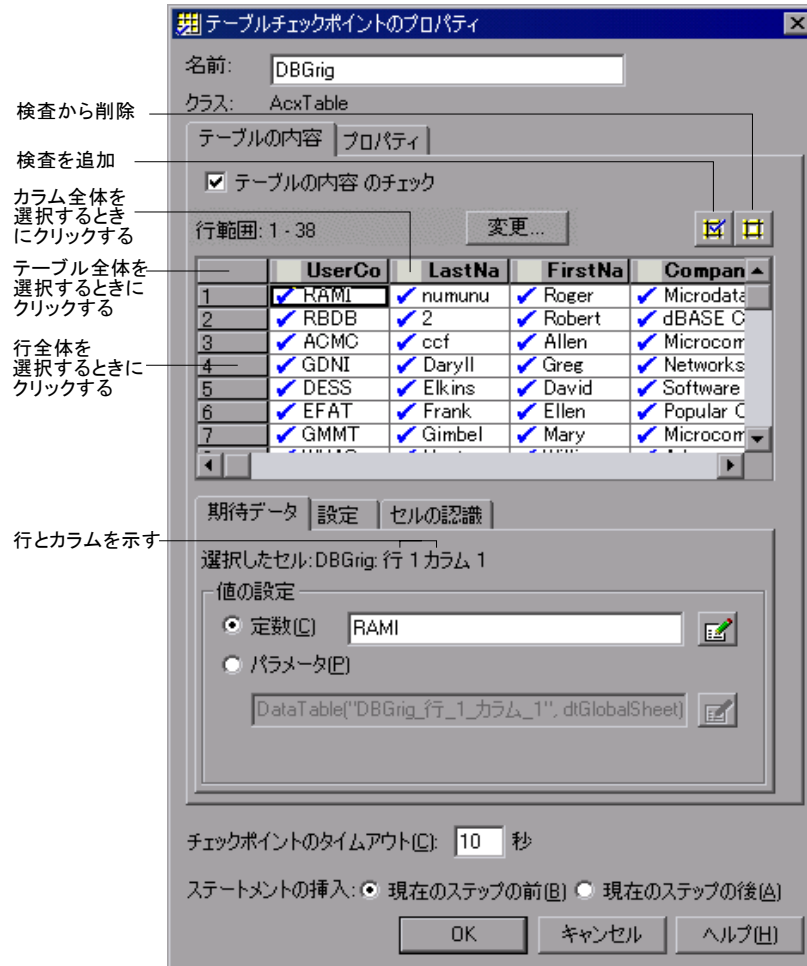 テーブルチェックポイントのプロパティ
名前: DBGrig
クラス: AcxTable
検査から削除
テーブルの内容 プロパティ
検査を追加
テーブルの内容 のチェック
カラム全体を
選択するとき
にクリックする
行範囲: 1 - 38 変更...
テーブル全体を
選択するときに
クリックする
UserCo LastNa FirstNa Compan
1 RAMI numunu Roger Microdata
2 RBDB 2 Robert dBASE C
3 ACMC ccf Allen Microcom
行全体を
選択するときに
クリックする
4 GDNI Daryll Greg Networks
5 DESS Elkins David Software
6 EFAT Frank Ellen Popular C
7 GMMT Gimbel Mary Microcom
期待データ 設定 セルの認識
行とカラムを示す
選択したセル: DBGrig: 行 1 カラム 1
値の設定
定数(C) RAMI
パラメータ(P)
DataTable("DBGrig_行_1_カラム_1", dtGlobalSheet)
チェックポイントのタイムアウト(C): 10 秒
ステートメントの挿入: 現在のステップの前(B) 現在のステップの後(A)
OK キャンセル ヘルプ(H)